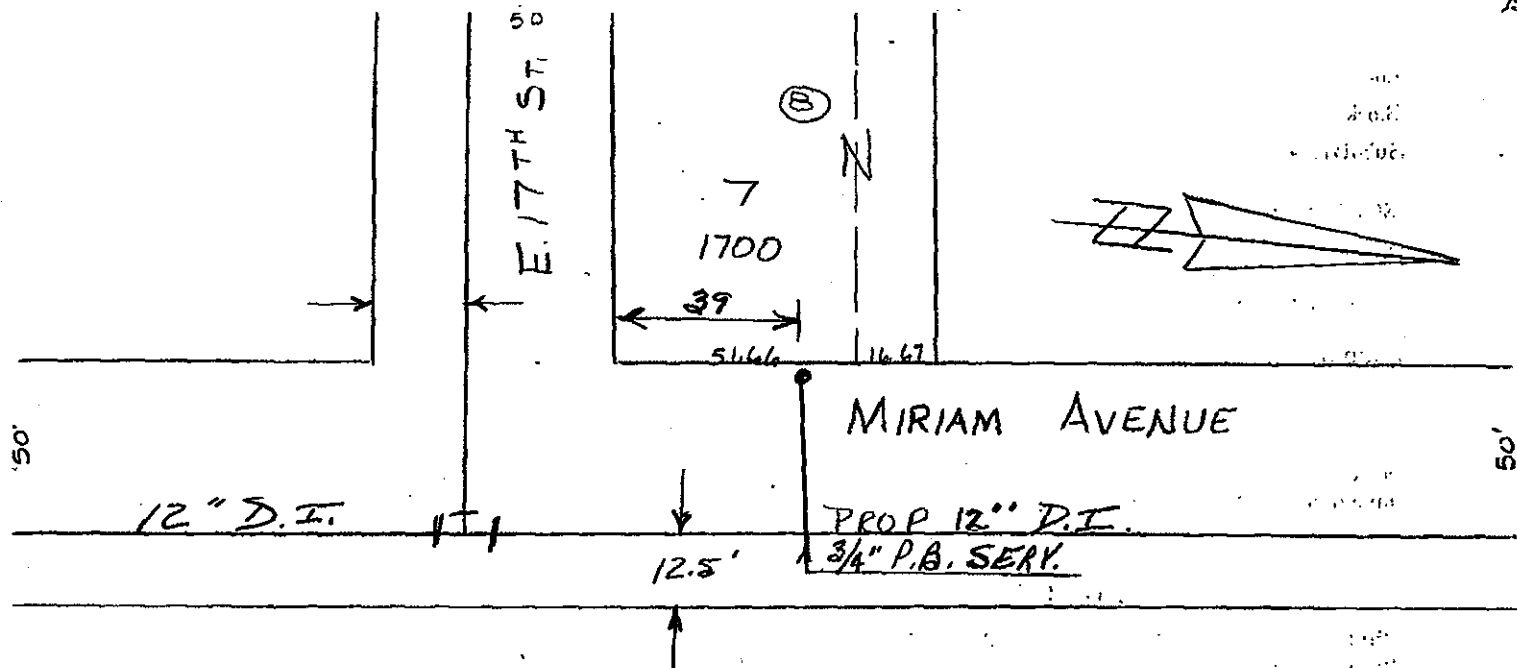 50
E. 17TH ST.
B
7
1700
N
39
51.66
16.67
MIRIAM AVENUE
50'
50'
12" D.I.
PROP 12" D.I.
12.5'
3/4" P.B. SERV.